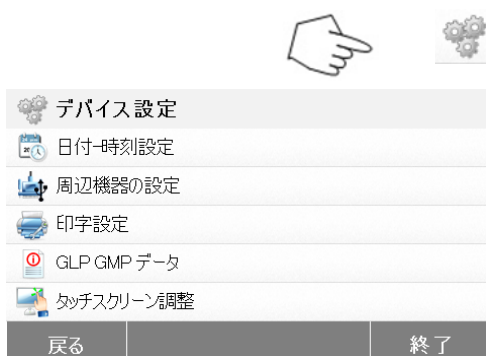 デバイス設定
日付-時刻設定
周辺機器の設定
印字設定
GLP GMP データ
タッチスクリーン調整
戻る
終了